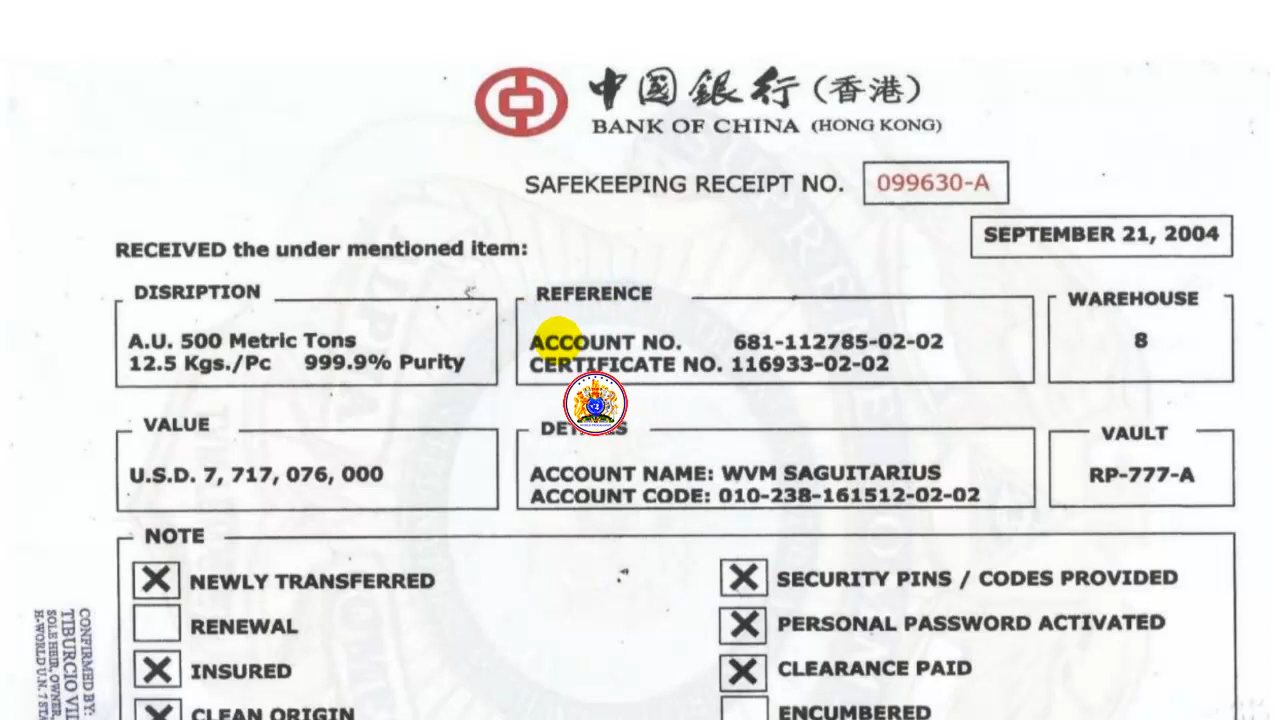 中國銀行(香港)
BANK OF CHINA (HONG KONG)
SAFEKEEPING RECEIPT NO. 099630-A
SEPTEMBER 21, 2004
RECEIVED the under mentioned item:
DISRIPTION
A.U. 500 Metric Tons
12.5 Kgs./Pc 999.9% Purity
REFERENCE
ACCOUNT NO. 681-112785-02-02
CERTIFICATE NO. 116933-02-02
WAREHOUSE
8
VALUE
U.S.D. 7, 717, 076, 000
ACCOUNT NAME: WVM SAGUITARIUS
ACCOUNT CODE: 010-238-161512-02-02
VAULT
RP-777-A
NOTE
NEWLY TRANSFERRED
RENEWAL
INSURED
CLEAN ORIGIN
SECURITY PINS / CODES PROVIDED
PERSONAL PASSWORD ACTIVATED
CLEARANCE PAID
ENCUMBERED
CONFIRMED BY:
TIBURCIO
SOLE HEIR, OWNER,